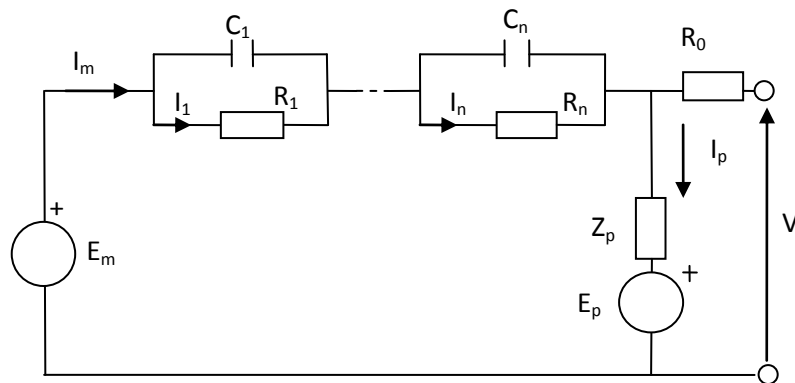 C₁
Cₙ
R₀
Iₘ
I₁
R₁
Iₙ
Rₙ
Iₚ
Zₚ
V
+
Eₘ
+
Eₚ